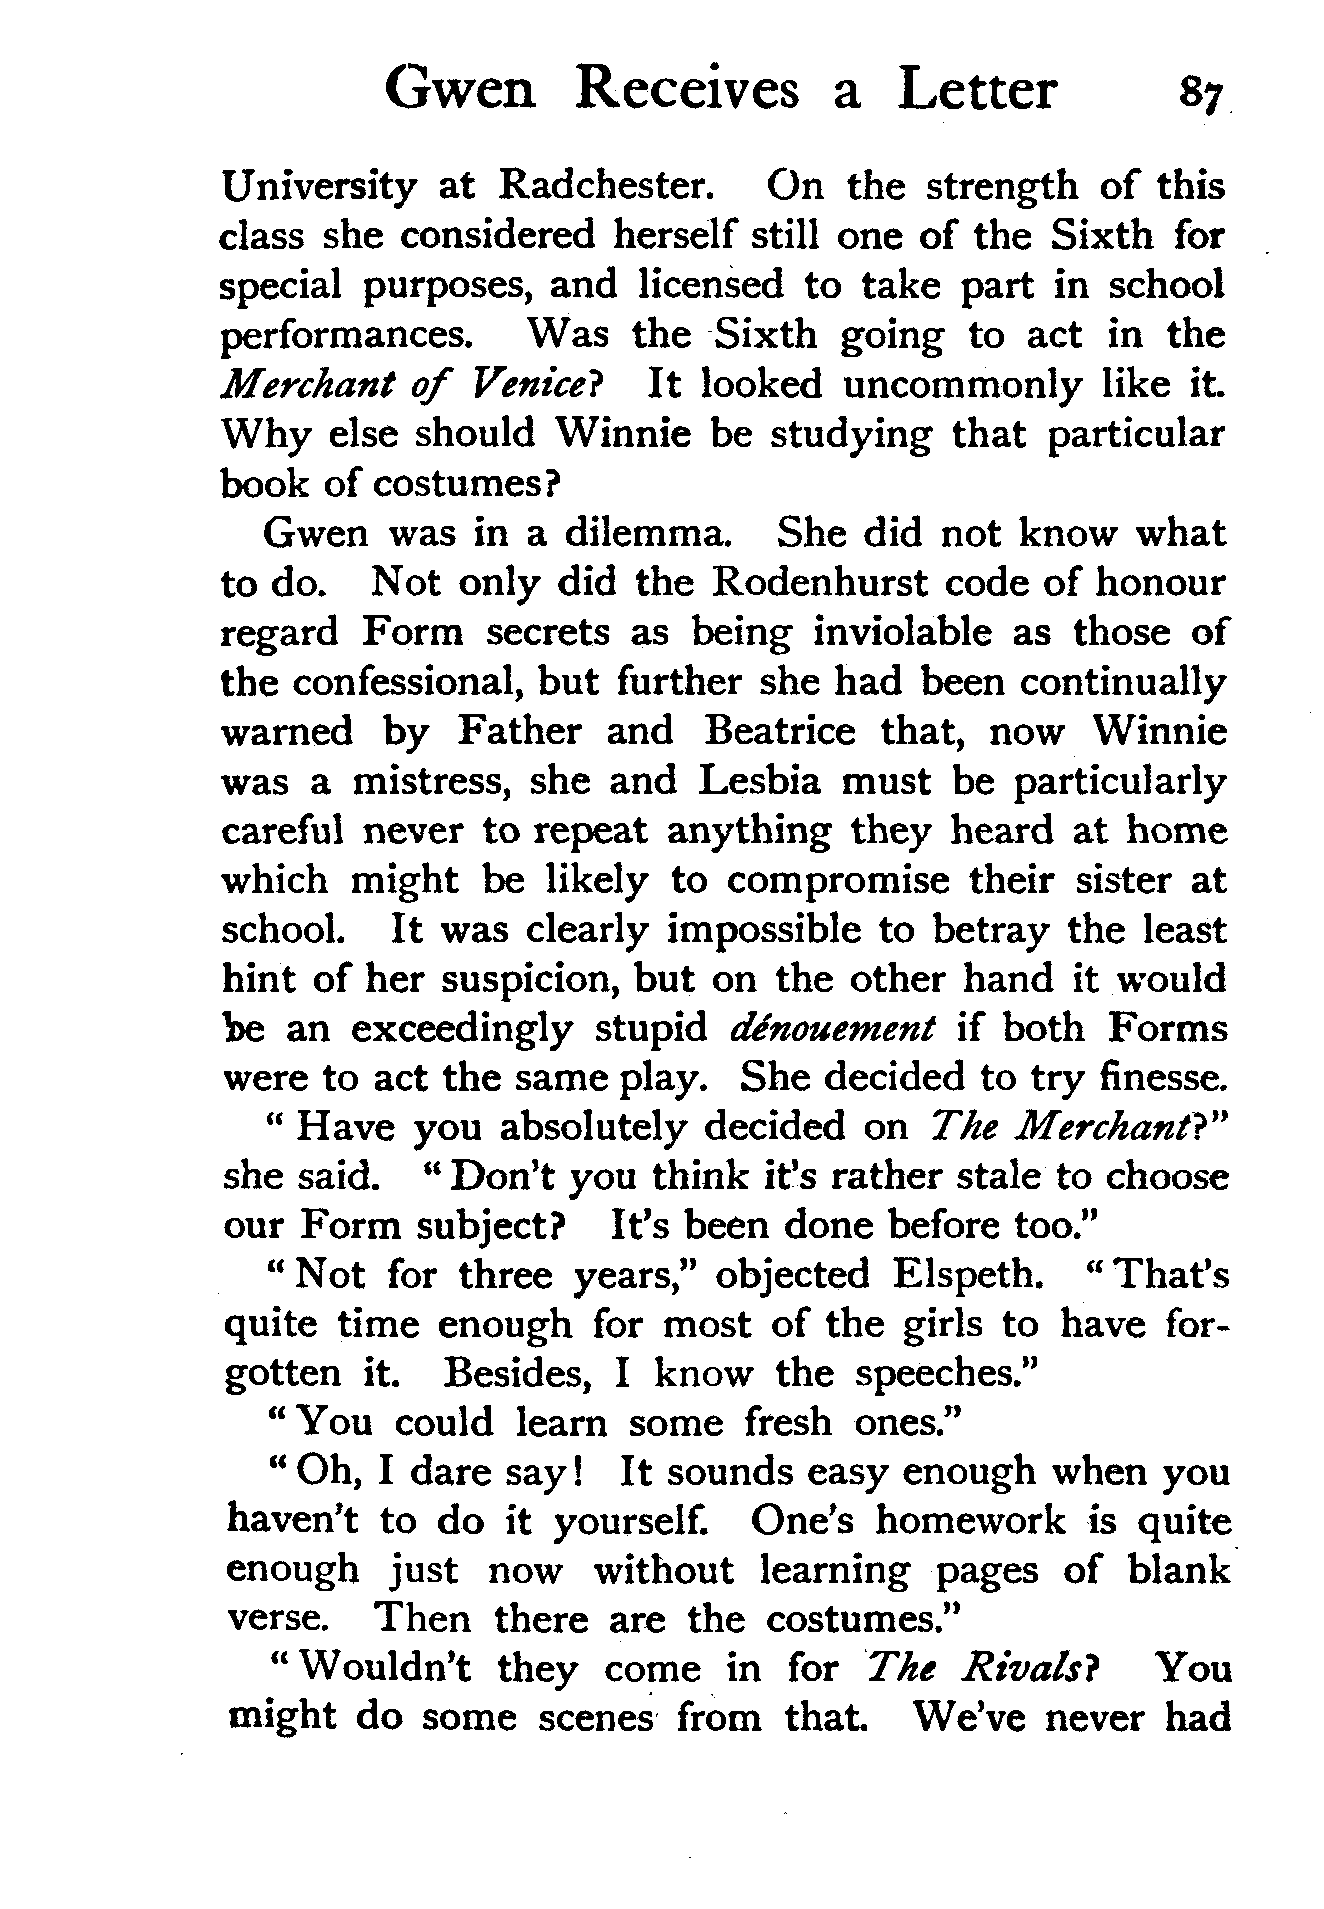 Gwen Receives a Letter 87
University at Radchester. On the strength of this
class she considered herself still one of the Sixth for
special purposes, and licensed to take part in school
performances. Was the Sixth going to act in the
Merchant of Venice? It looked uncommonly like it.
Why else should Winnie be studying that particular
book of costumes?
Gwen was in a dilemma. She did not know what
to do. Not only did the Rodenhurst code of honour
regard Form secrets as being inviolable as those of
the confessional, but further she had been continually
warned by Father and Beatrice that, now Winnie
was a mistress, she and Lesbia must be particularly
careful never to repeat anything they heard at home
which might be likely to compromise their sister at
school. It was clearly impossible to betray the least
hint of her suspicion, but on the other hand it would
be an exceedingly stupid dénouement if both Forms
were to act the same play. She decided to try finesse.
"Have you absolutely decided on The Merchant?"
she said. "Don't you think it's rather stale to choose
our Form subject? It's been done before too."
"Not for three years," objected Elspeth. "That's
quite time enough for most of the girls to have for-
gotten it. Besides, I know the speeches."
"You could learn some fresh ones."
"Oh, I dare say! It sounds easy enough when you
haven't to do it yourself. One's homework is quite
enough just now without learning pages of blank
verse. Then there are the costumes."
"Wouldn't they come in for The Rivals? You
might do some scenes from that. We've never had